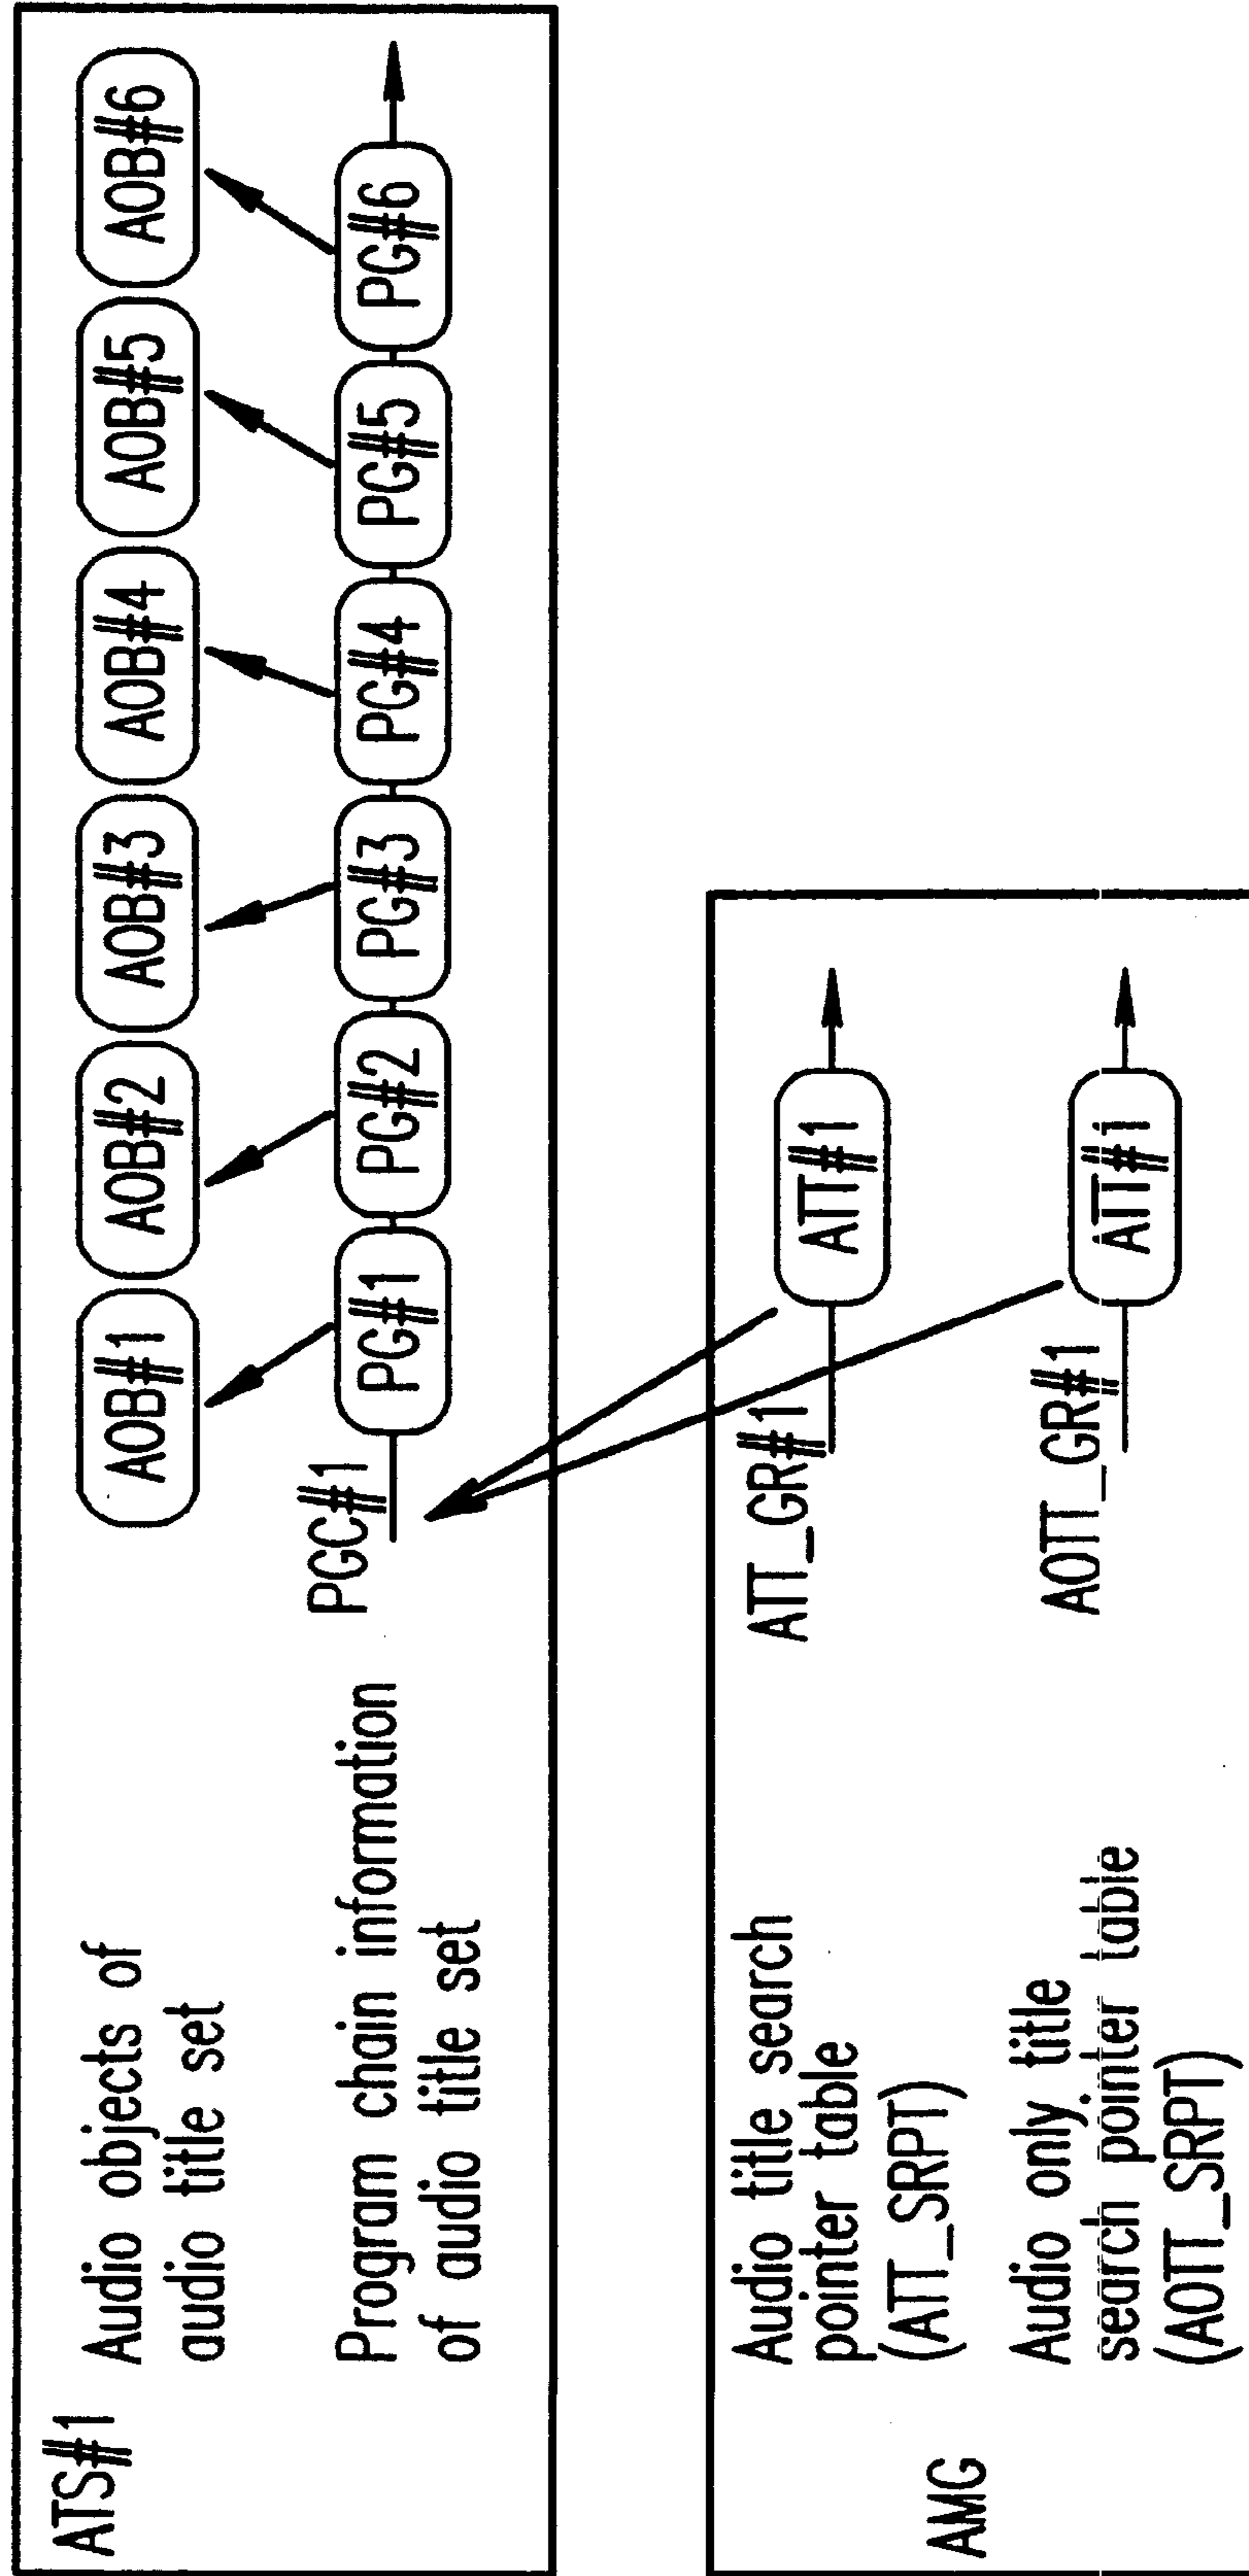 ATS#1
Audio objects of
audio title set
AOB#1 AOB#2 AOB#3 AOB#4 AOB#5 AOB#6
Program chain information
of audio title set
PGC#1
PG#1 PG#2 PG#3 PG#4 PG#5 PG#6
AMG
Audio title search
pointer table
(ATT_SRPT)
ATT_GR#1
ATT#1
Audio only title
search pointer table
(AOTT_SRPT)
AOTT_GR#1
ATT#1